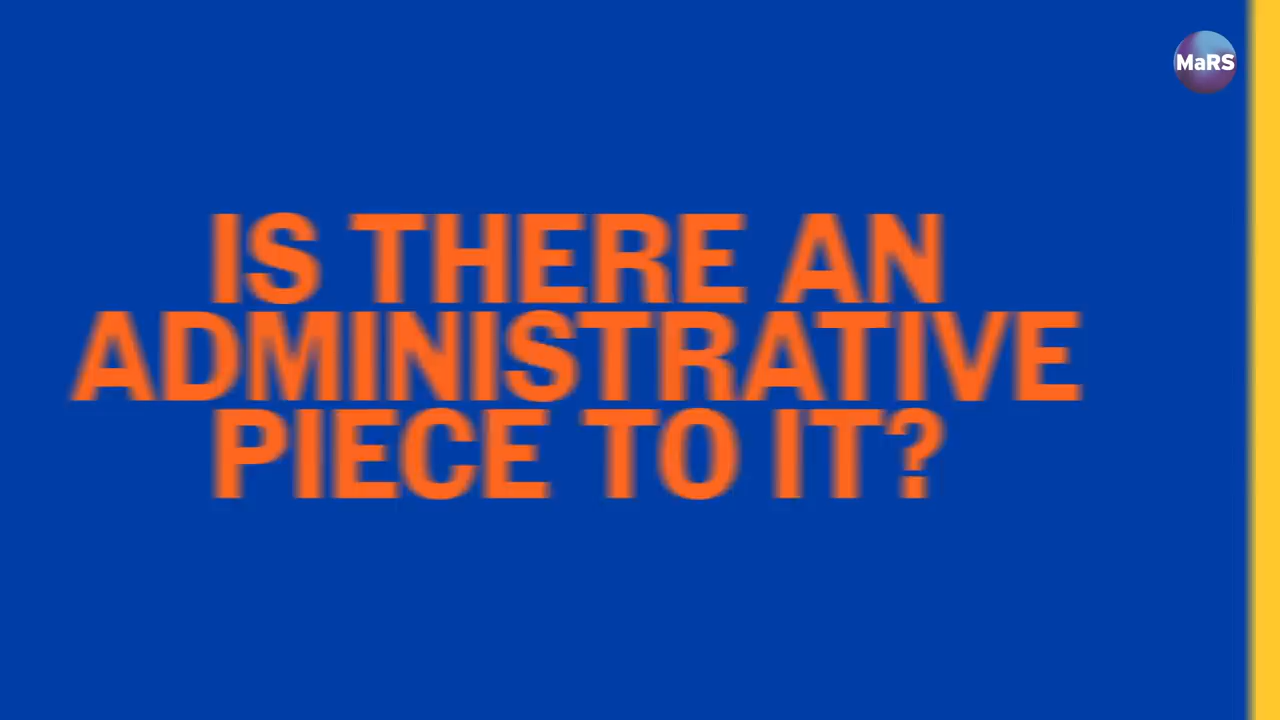 MaRS
IS THERE AN
ADMINISTRATIVE
PIECE TO IT?